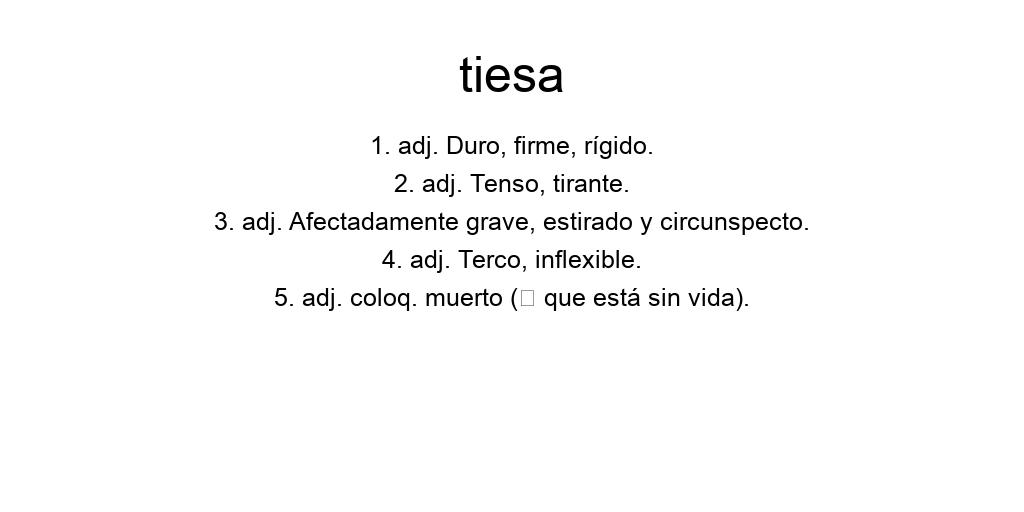 tiesa
1. adj. Duro, firme, rígido.
2. adj. Tenso, tirante.
3. adj. Afectadamente grave, estirado y circunspecto.
4. adj. Terco, inflexible.
5. adj. coloq. muerto (▯ que está sin vida).